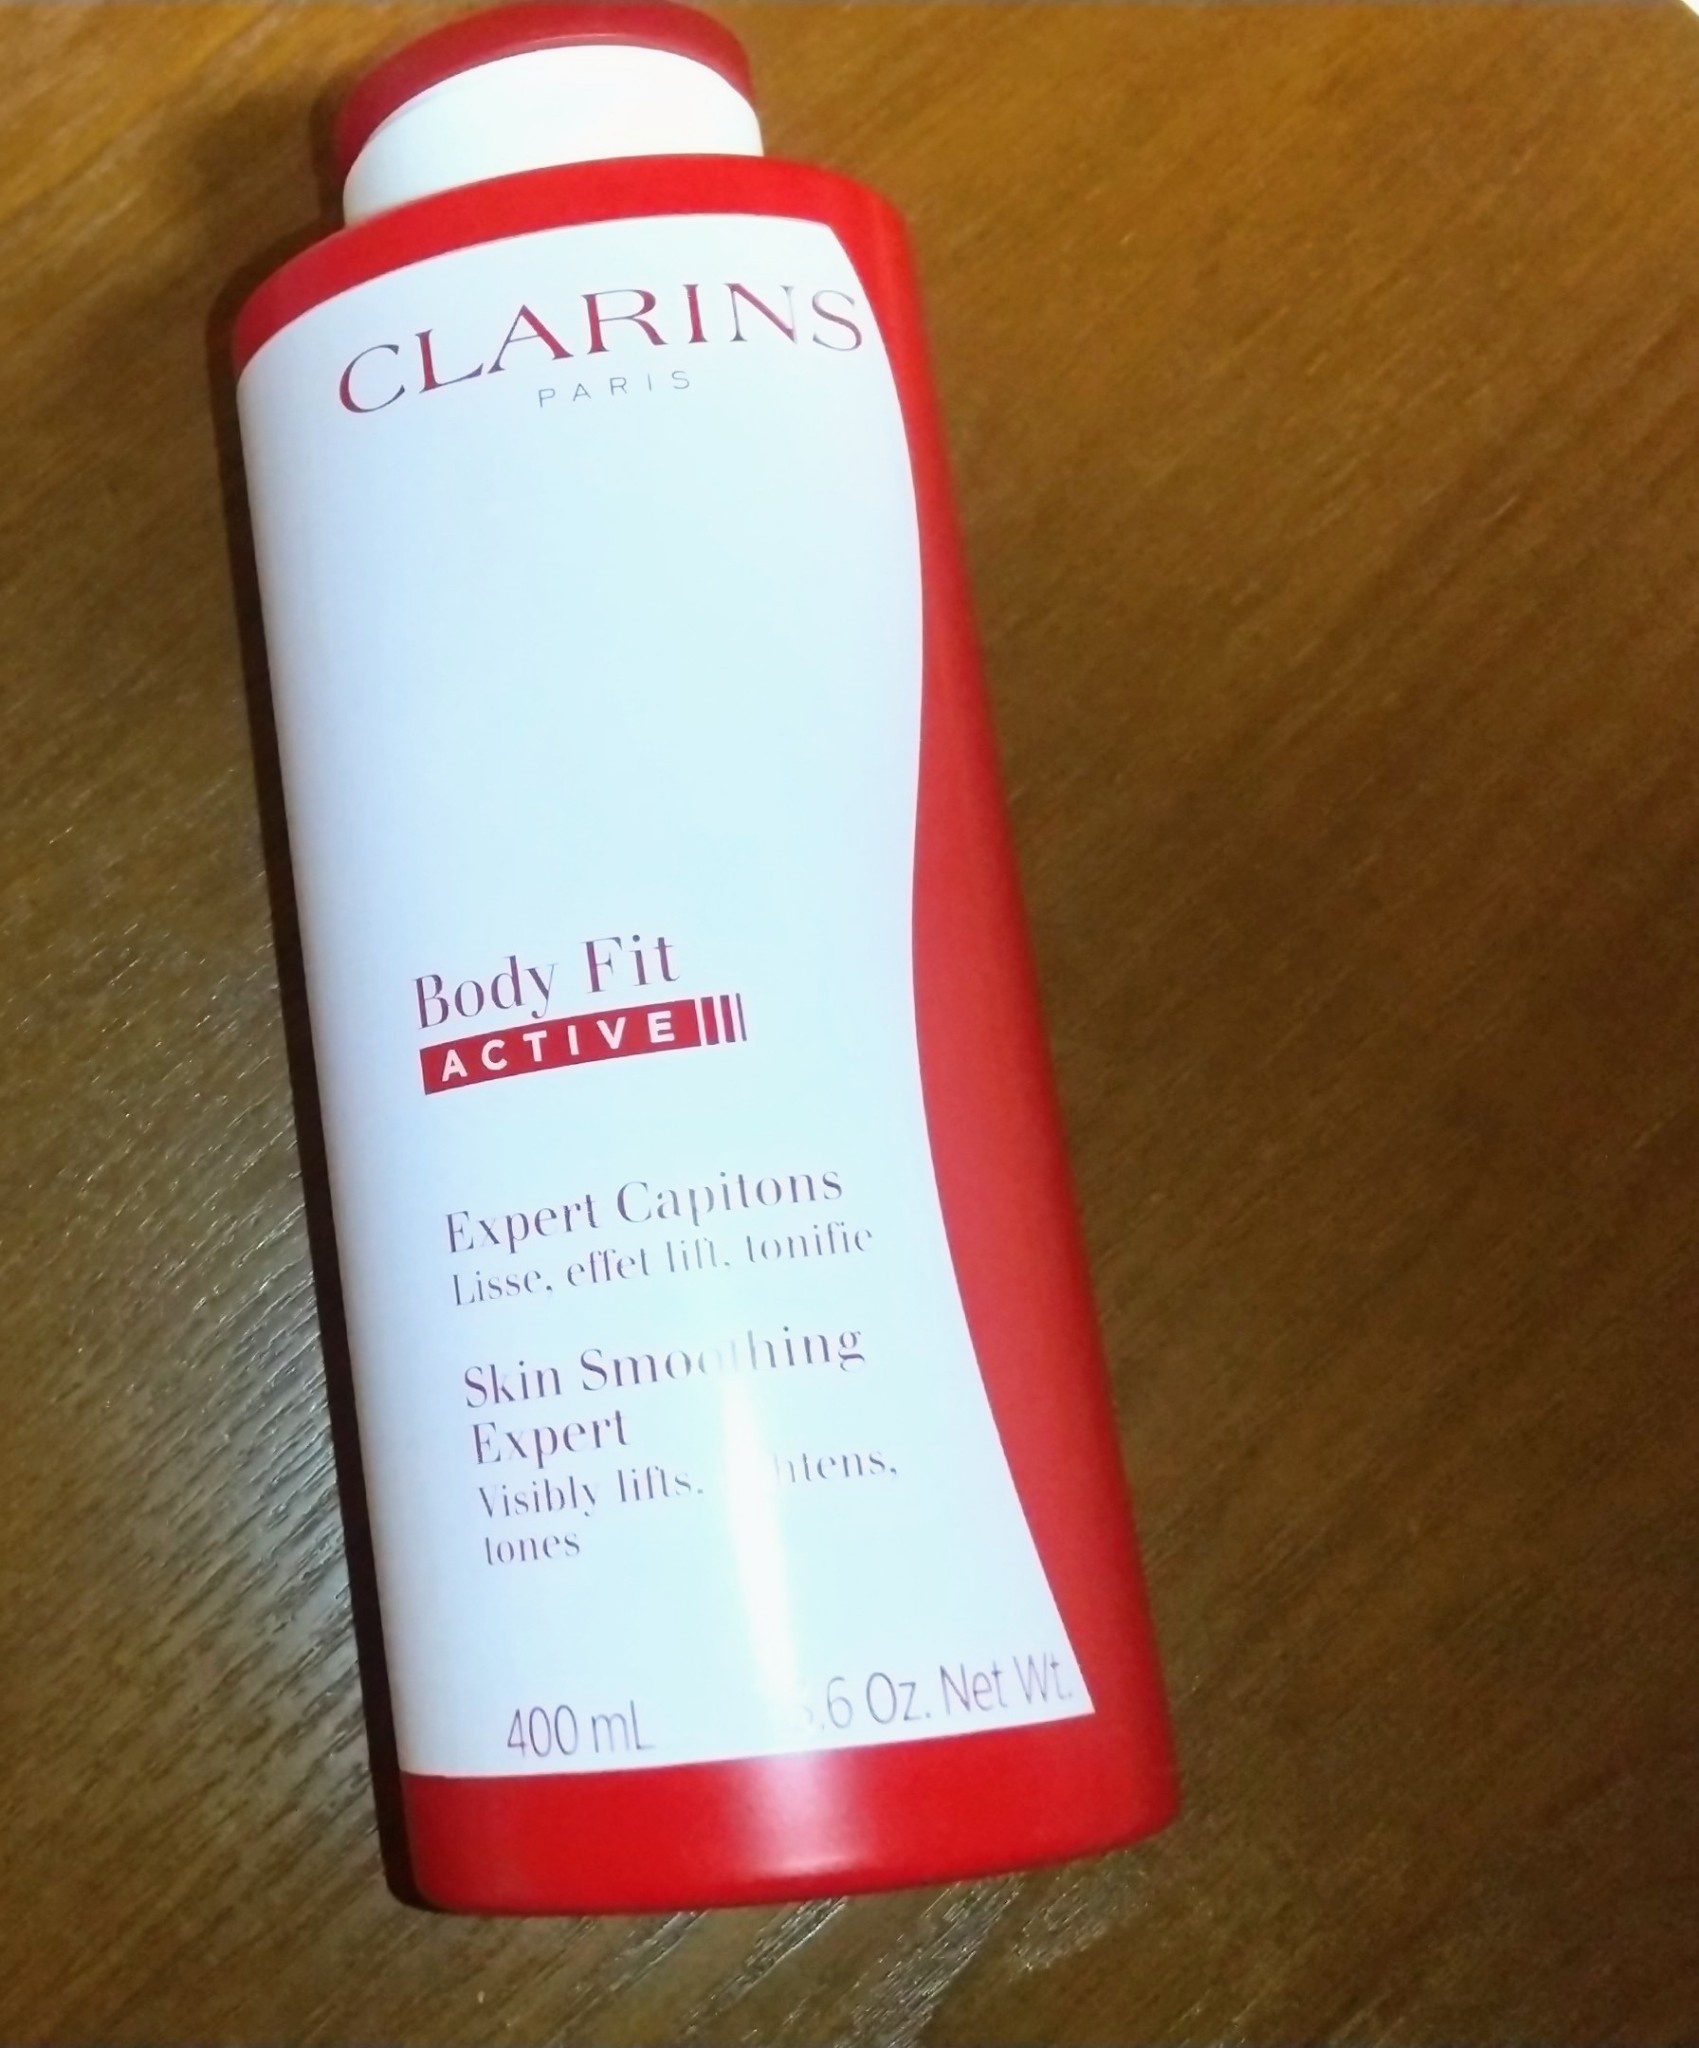 CLARINS
PARIS
Body Fit
ACTIVE
Expert Capitons
Lisse, effet lift, tonifie
Skin Smoothing
Expert
Visibly lifts,
tones
400 mL
Oz. Net Wt.